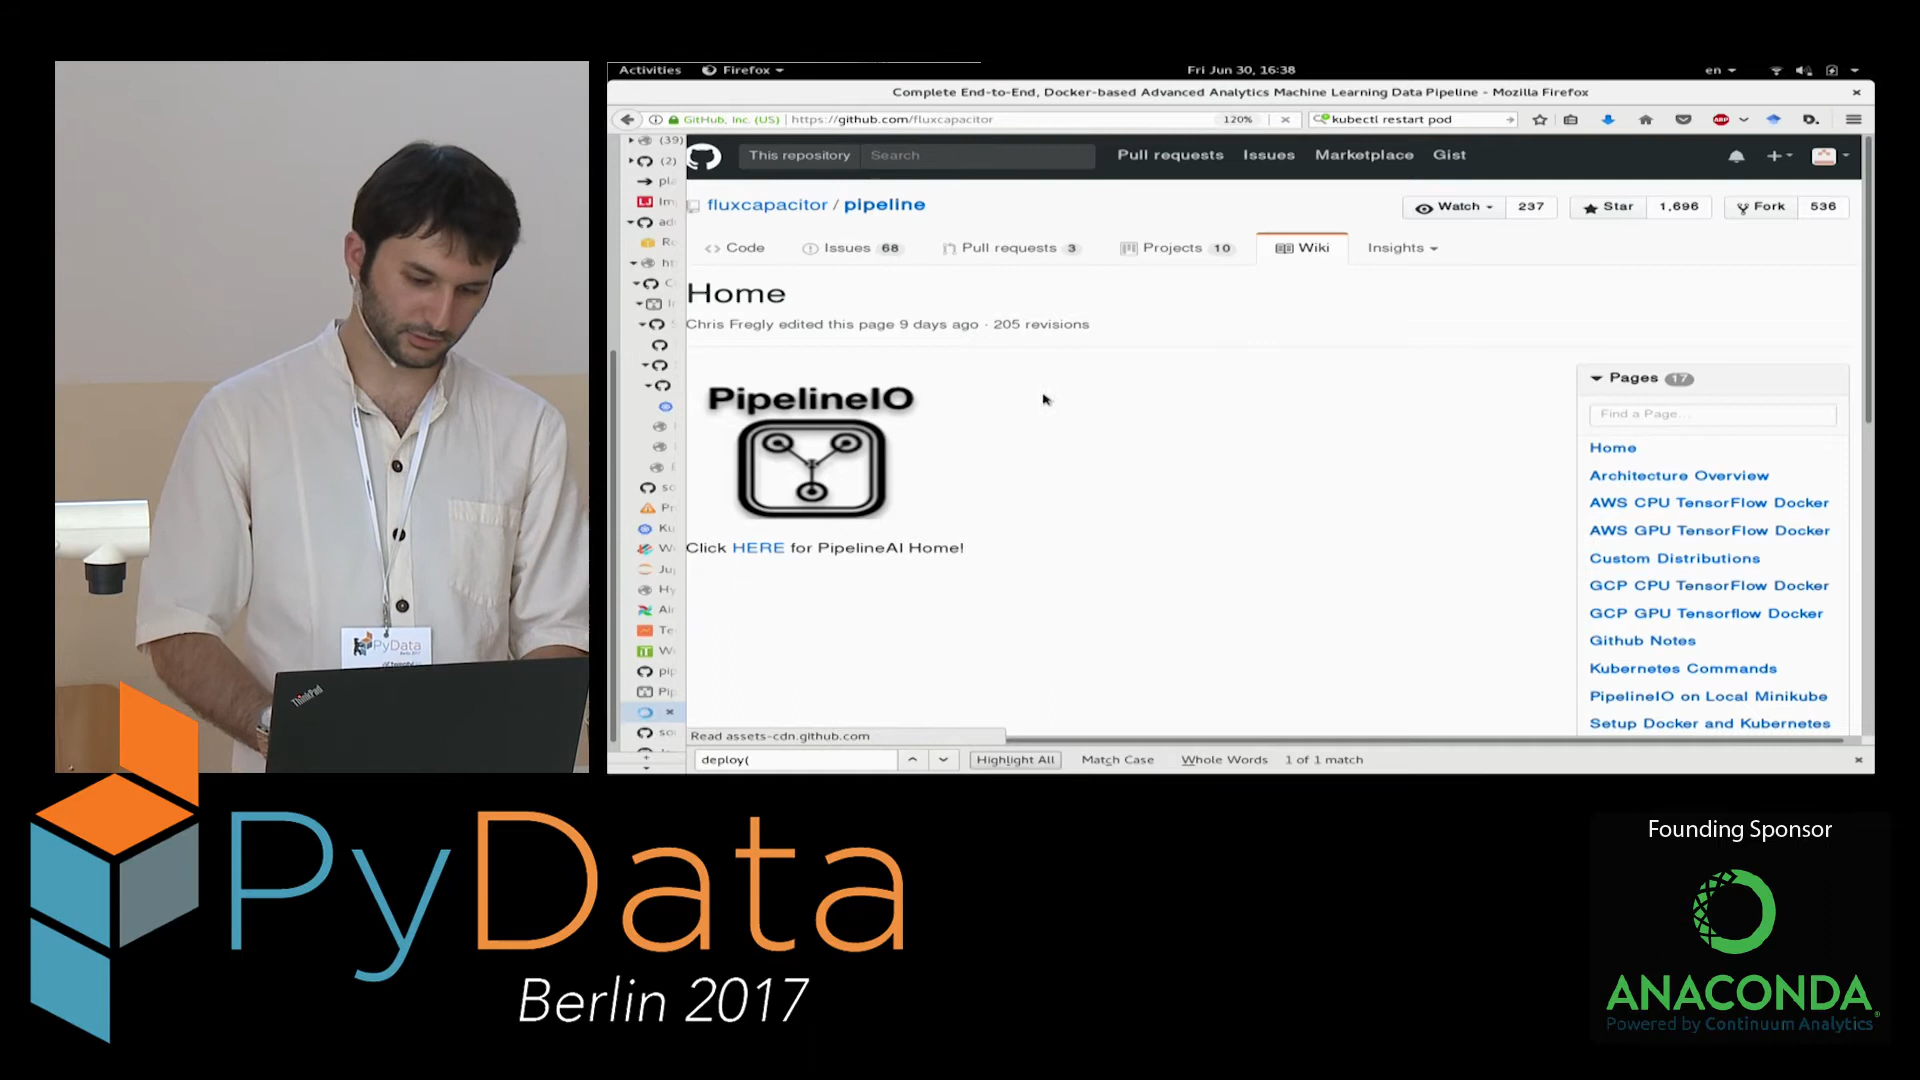 Activities
Firefox
Fri Jun 30, 16:38
en
Complete End-to-End, Docker-based Advanced Analytics Machine Learning Data Pipeline - Mozilla Firefox
GitHub, Inc. (US)
https://github.com/fluxcapacitor
120%
kubectl restart pod
ABP
D.
(39)
(2)
This repository
Search
Pull requests
Issues
Marketplace
Gist
fluxcapacitor / pipeline
Watch
237
Star
1,696
Fork
536
Code
Issues 68
Pull requests 3
Projects 10
Wiki
Insights
Home
Chris Fregly edited this page 9 days ago · 205 revisions
PipelineIO
Click HERE for PipelineAI Home!
Pages 17
Find a Page...
Home
Architecture Overview
AWS CPU TensorFlow Docker
AWS GPU TensorFlow Docker
Custom Distributions
GCP CPU TensorFlow Docker
GCP GPU Tensorflow Docker
Github Notes
Kubernetes Commands
PipelineIO on Local Minikube
Setup Docker and Kubernetes
Read assets-cdn.github.com
deploy(
Highlight All
Match Case
Whole Words
1 of 1 match
PyData
Berlin 2017
ThinkPad
PyData
Berlin 2017
Founding Sponsor
ANACONDA
Powered by Continuum Analytics